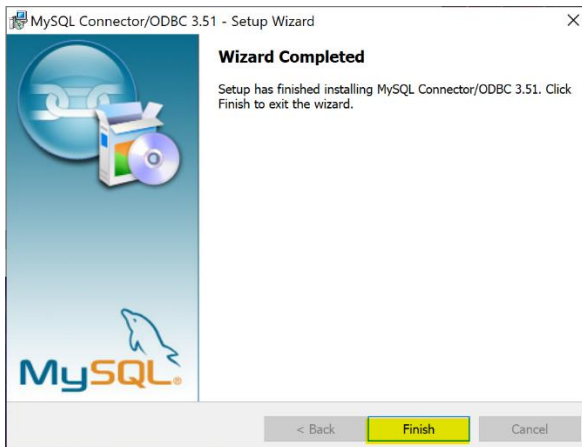 MySQL Connector/ODBC 3.51 - Setup Wizard
Wizard Completed
Setup has finished installing MySQL Connector/ODBC 3.51. Click
Finish to exit the wizard.
MySQL®
< Back
Finish
Cancel